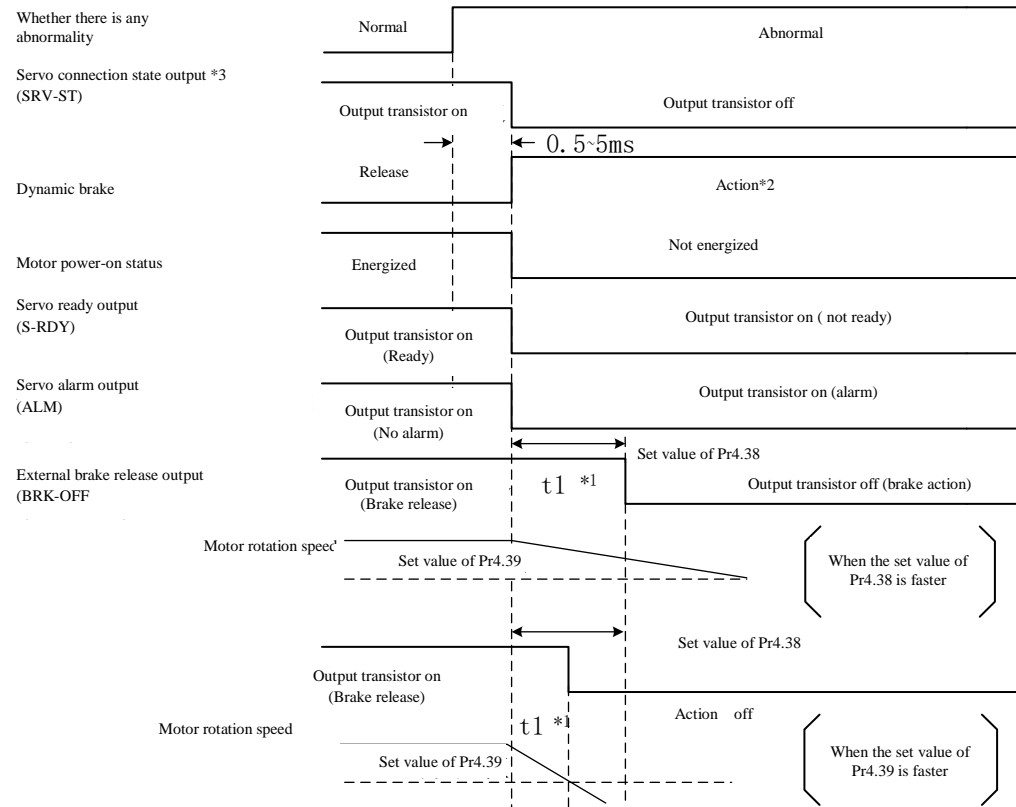 Whether there is any
abnormality
Normal
Abnormal
Servo connection state output *3
(SRV-ST)
Output transistor on
Output transistor off
0.5~5ms
Dynamic brake
Release
Action*2
Motor power-on status
Energized
Not energized
Servo ready output
(S-RDY)
Output transistor on
(Ready)
Output transistor on ( not ready)
Servo alarm output
(ALM)
Output transistor on
(No alarm)
Output transistor on (alarm)
Set value of Pr4.38
External brake release output
(BRK-OFF
Output transistor on
(Brake release)
t1 *1
Output transistor off (brake action)
Motor rotation speed
Set value of Pr4.39
When the set value of
Pr4.38 is faster
Set value of Pr4.38
Output transistor on
(Brake release)
Action off
Motor rotation speed
t1 *1
Set value of Pr4.39
When the set value of
Pr4.39 is faster